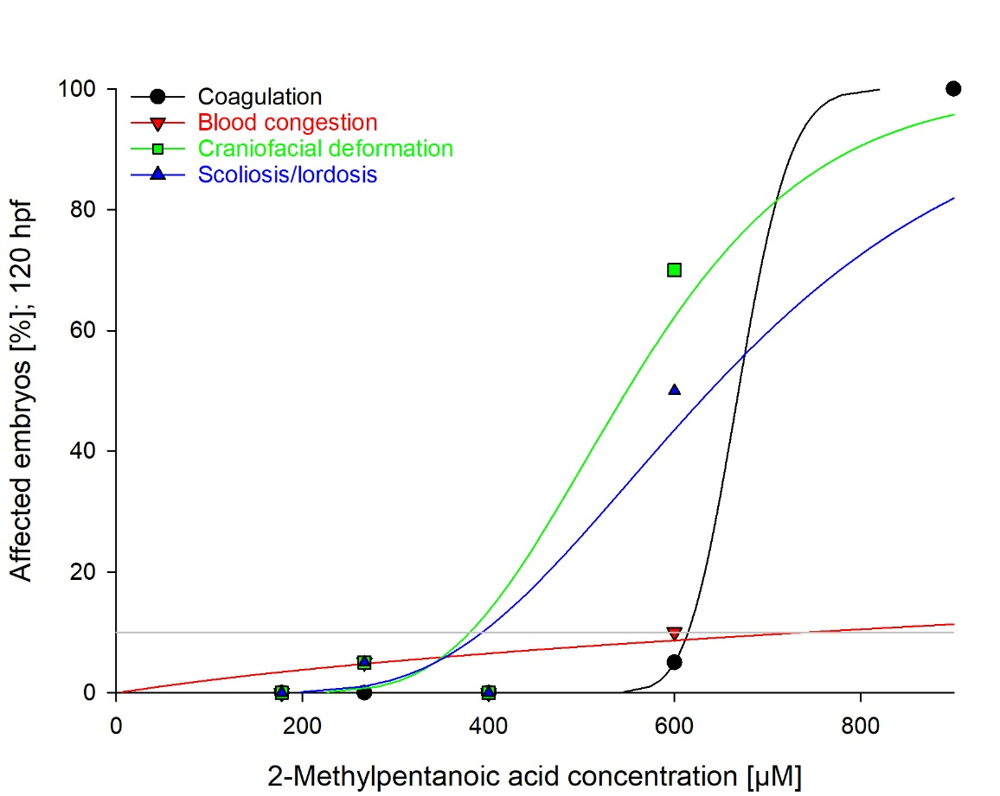 100
80
60
40
20
0
Affected embryos [%]; 120 hpf
Coagulation
Blood congestion
Craniofacial deformation
Scoliosis/lordosis
0 200 400 600 800
2-Methylpentanoic acid concentration [µM]